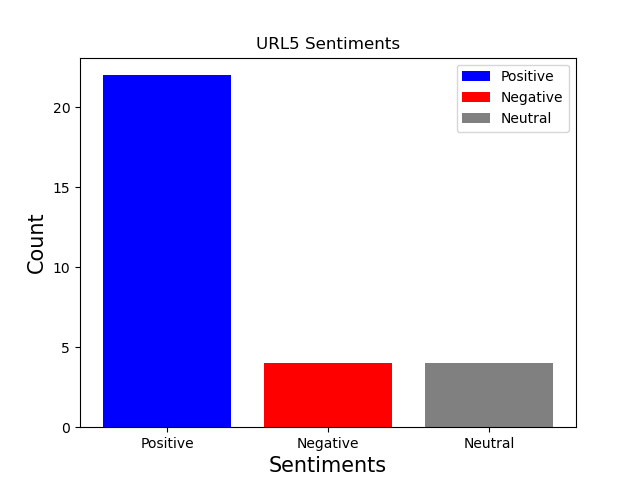 URL5 Sentiments
Positive
Negative
Neutral
20
15
10
5
0
Count
Positive Negative Neutral
Sentiments